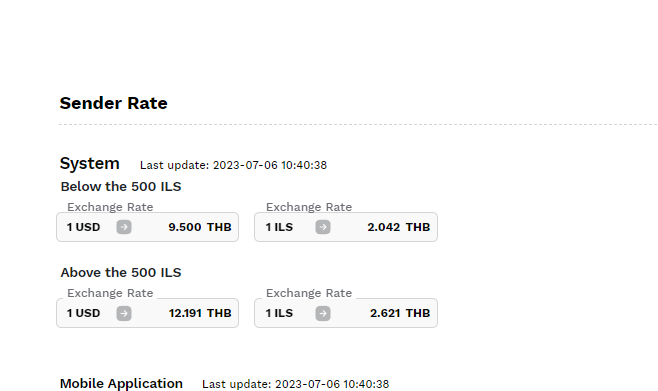 Sender Rate
System Last update: 2023-07-06 10:40:38
Below the 500 ILS
Exchange Rate Exchange Rate
1 USD 9.500 THB 1 ILS 2.042 THB
Above the 500 ILS
Exchange Rate Exchange Rate
1 USD 12.191 THB 1 ILS 2.621 THB
Mobile Application Last update: 2023-07-06 10:40:38